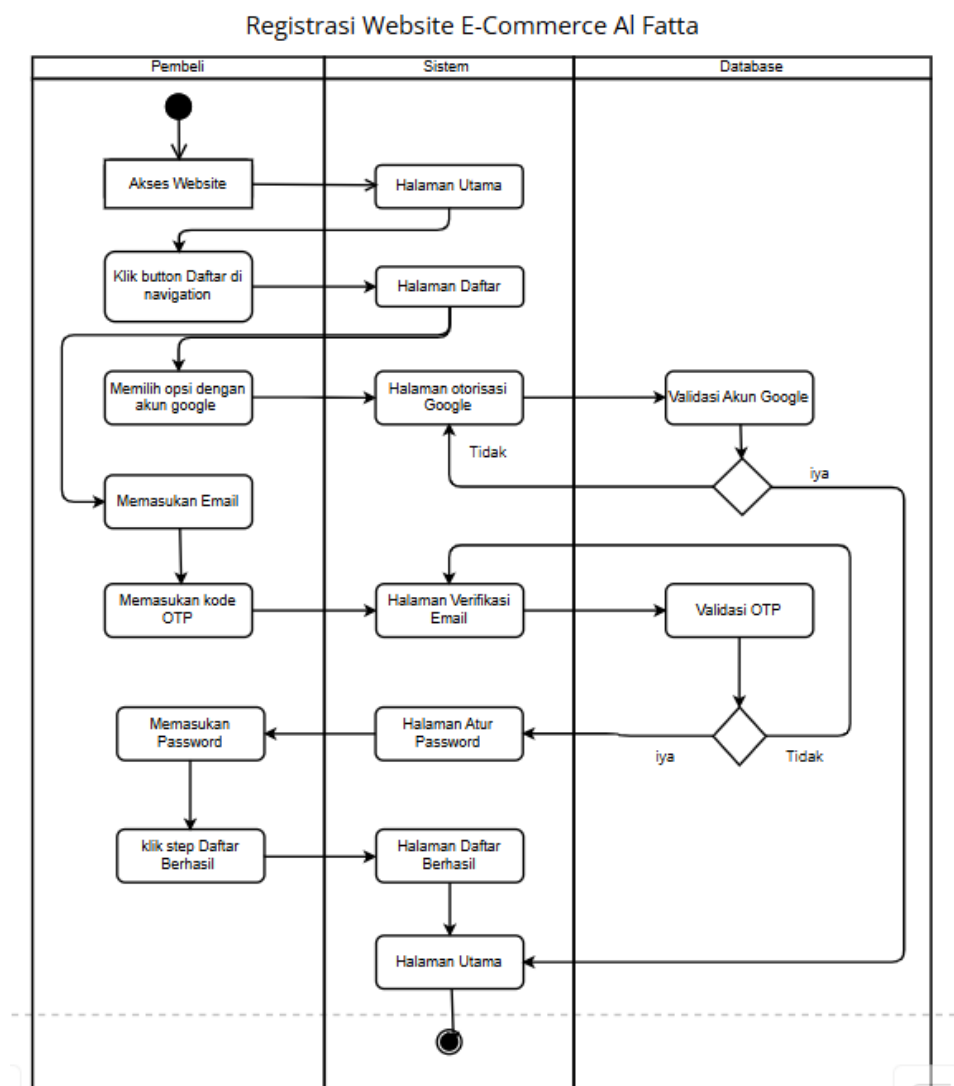 Registrasi Website E-Commerce Al Fatta
Pembeli
Sistem
Database
Akses Website
Halaman Utama
Klik button Daftar di
navigation
Halaman Daftar
Memilih opsi dengan
akun google
Halaman otorisasi
Google
Validasi Akun Google
Tidak
iya
Memasukan Email
Memasukan kode
OTP
Halaman Verifikasi
Email
Validasi OTP
Memasukan
Password
Halaman Atur
Password
iya
Tidak
klik step Daftar
Berhasil
Halaman Daftar
Berhasil
Halaman Utama